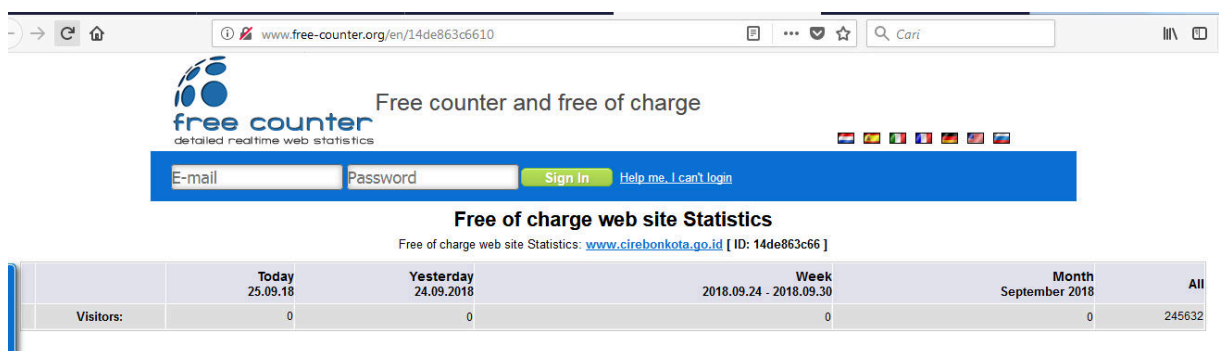 www.free-counter.org/en/14de863c6610
Cari
free counter
detailed realtime web statistics
Free counter and free of charge
E-mail Password Sign In Help me, I can't login
Free of charge web site Statistics
Free of charge web site Statistics: www.cirebonkota.go.id [ ID: 14de863c66 ]
Today Yesterday Week Month All
25.09.18 24.09.2018 2018.09.24 - 2018.09.30 September 2018
Visitors: 0 0 0 0 245632